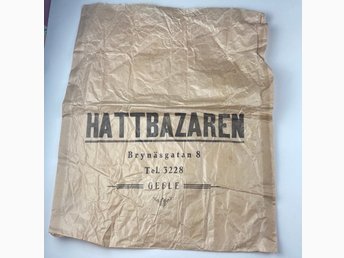 HATTBAZAREN
Brynäsgatan 8
Tel. 3228
GEFLE